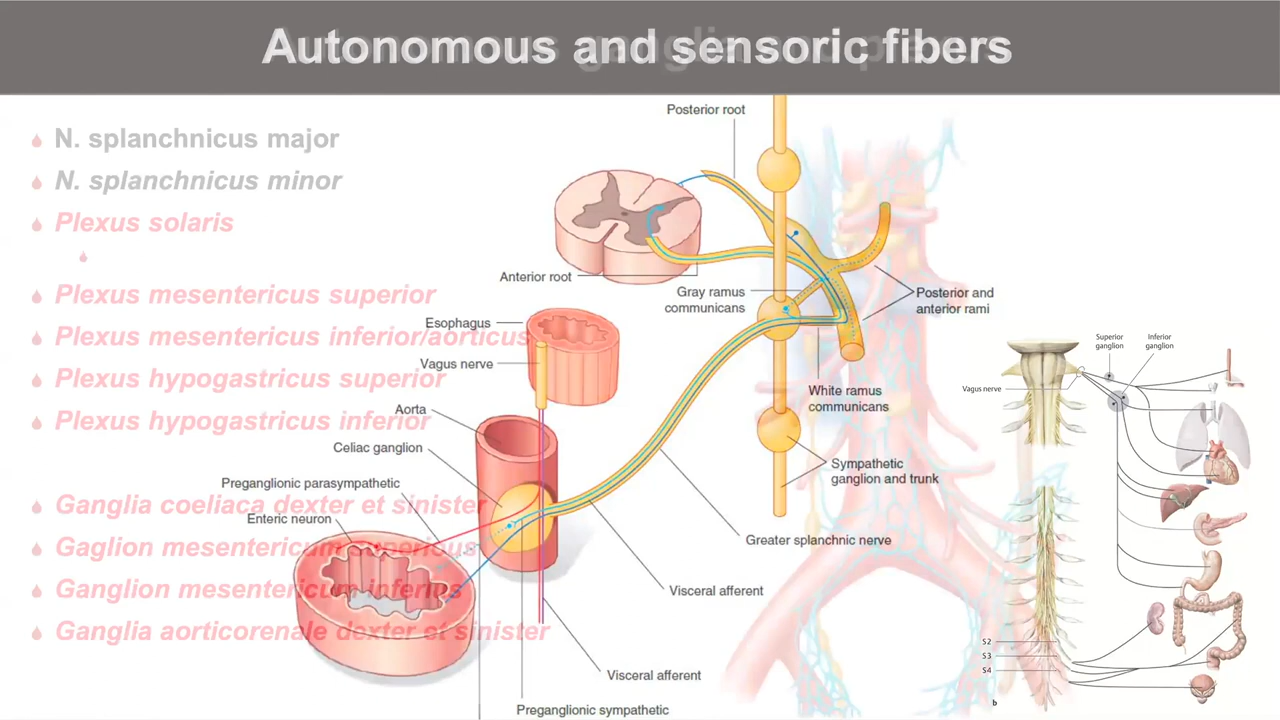 Autonomous and sensoric fibers
N. splanchnicus major
N. splanchnicus minor
Plexus solaris
Plexus mesentericus superior
Plexus mesentericus inferior/aorticus
Plexus hypogastricus superior
Plexus hypogastricus inferior
Ganglia coeliaca dexter et sinister
Gaglion mesentericum superious
Ganglion mesentericum inferios
Ganglia aorticorenale dexter et sinister
Posterior root
Anterior root
Gray ramus
communicans
Posterior and
anterior rami
Esophagus
Vagus nerve
White ramus
communicans
Aorta
Celiac ganglion
Sympathetic
ganglion and trunk
Preganglionic parasympathetic
Enteric neuron
Greater splanchnic nerve
Visceral afferent
Visceral afferent
Preganglionic sympathetic
Superior
ganglion
Inferior
ganglion
Vagus nerve
S2
S3
S4
b